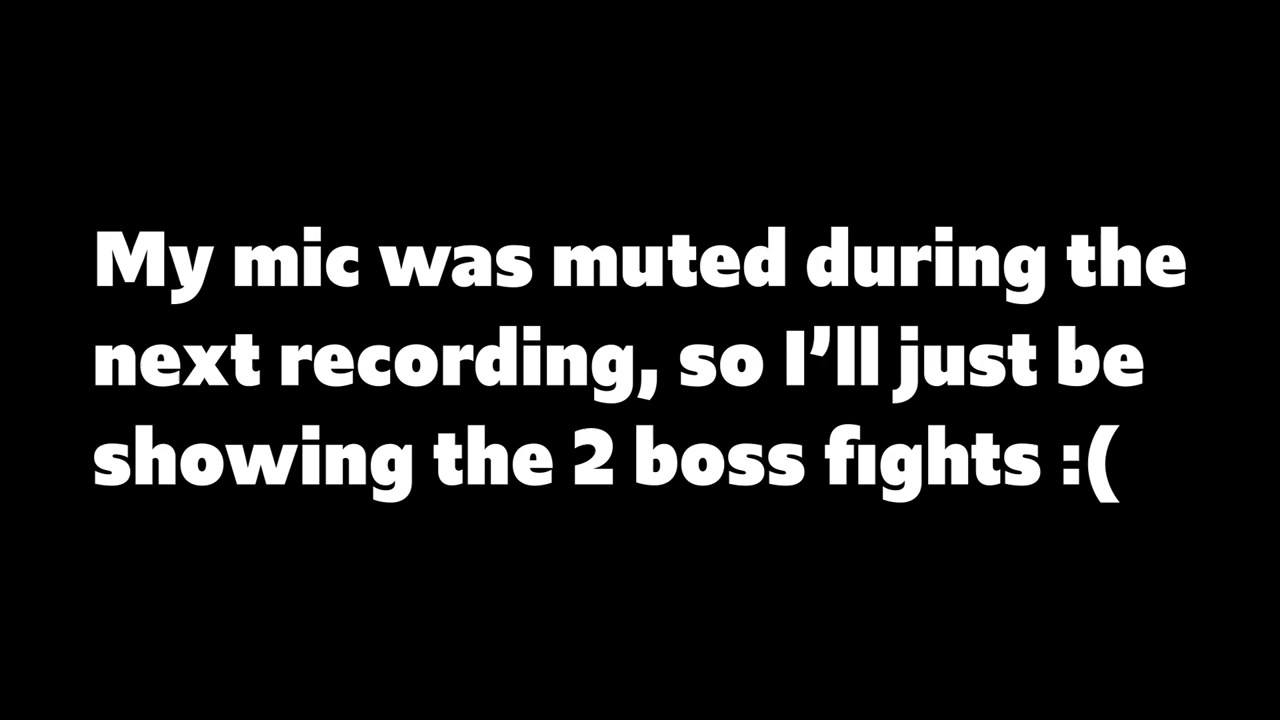 My mic was muted during the
next recording, so I’ll just be
showing the 2 boss fights :(